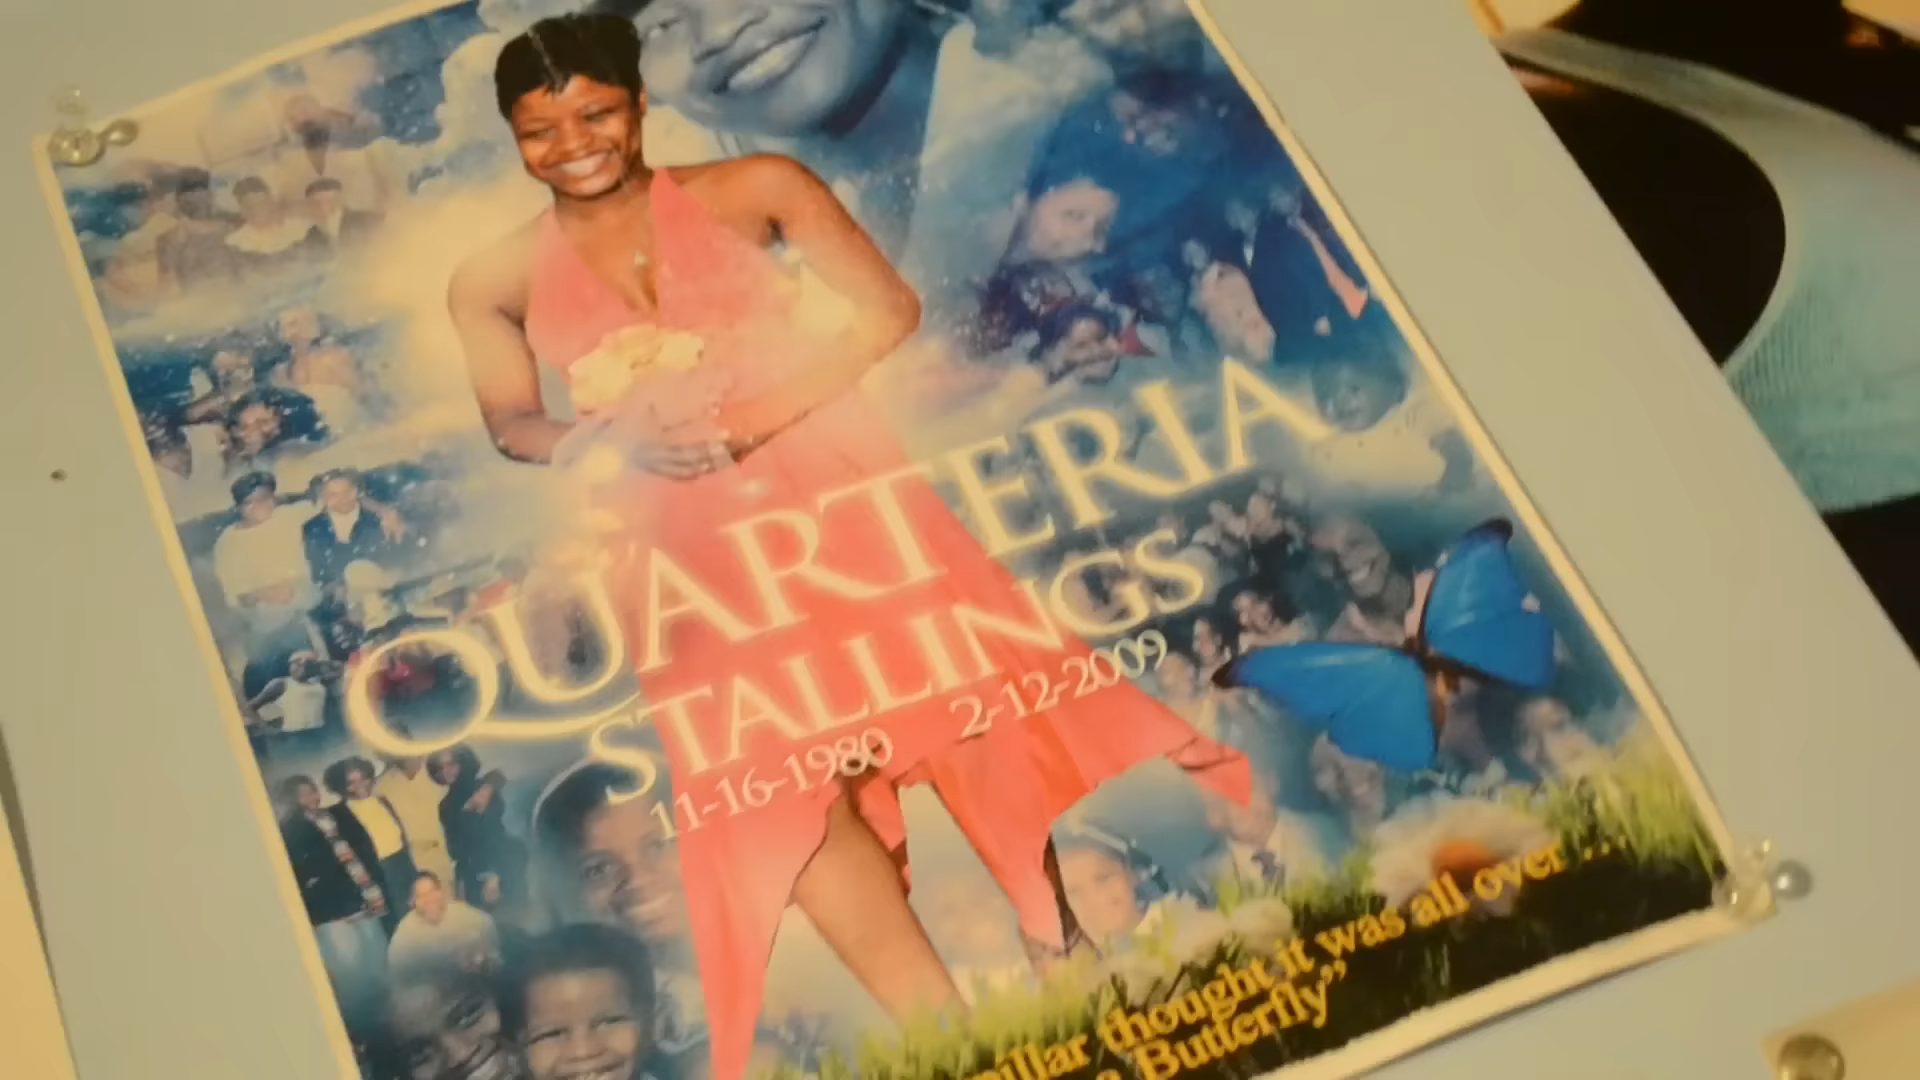 QUARTERIA
STALLINGS
11-16-1980 2-12-2009
thought it was all over ...
Butterfly"